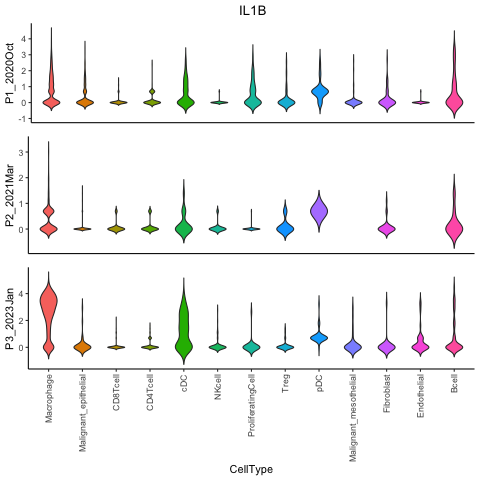 IL1B
P1_2020Oct
4
3
2
1
0
-1
P2_2021Mar
3
2
1
0
P3_2023Jan
4
2
0
Macrophage
Malignant_epithelial
CD8Tcell
CD4Tcell
cDC
NKcell
ProliferatingCell
Treg
pDC
Malignant_mesothelial
Fibroblast
Endothelial
Bcell
CellType